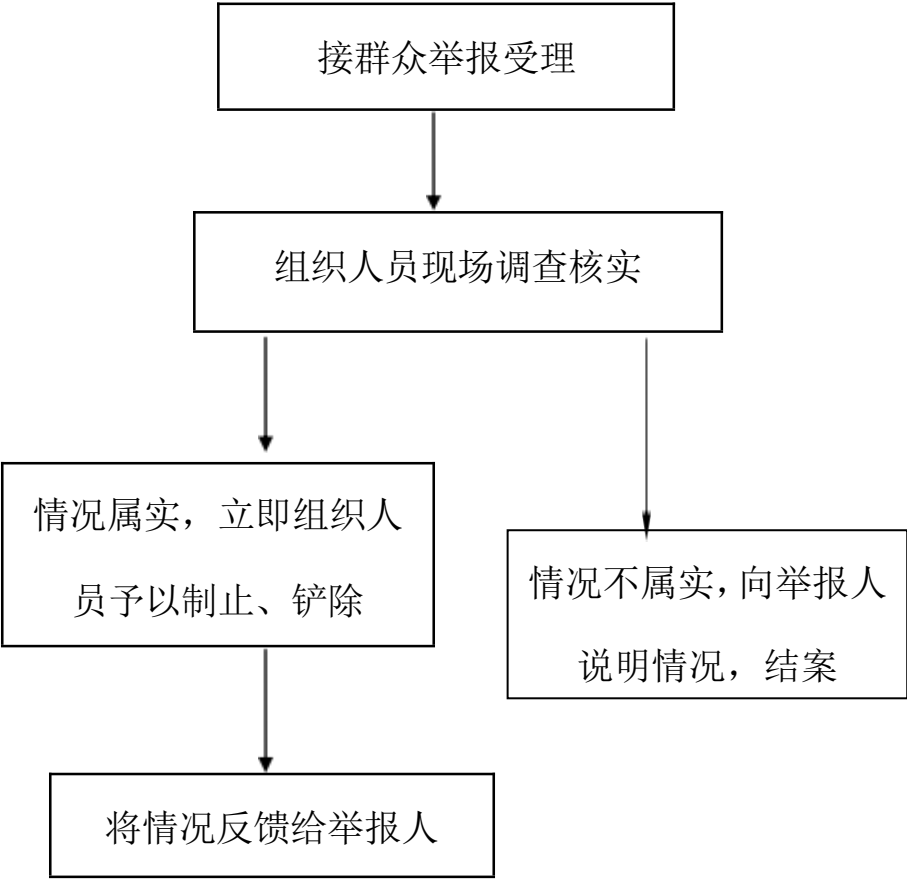 接群众举报受理
组织人员现场调查核实
情况属实，立即组织人
员予以制止、铲除
情况不属实，向举报人
说明情况，结案
将情况反馈给举报人